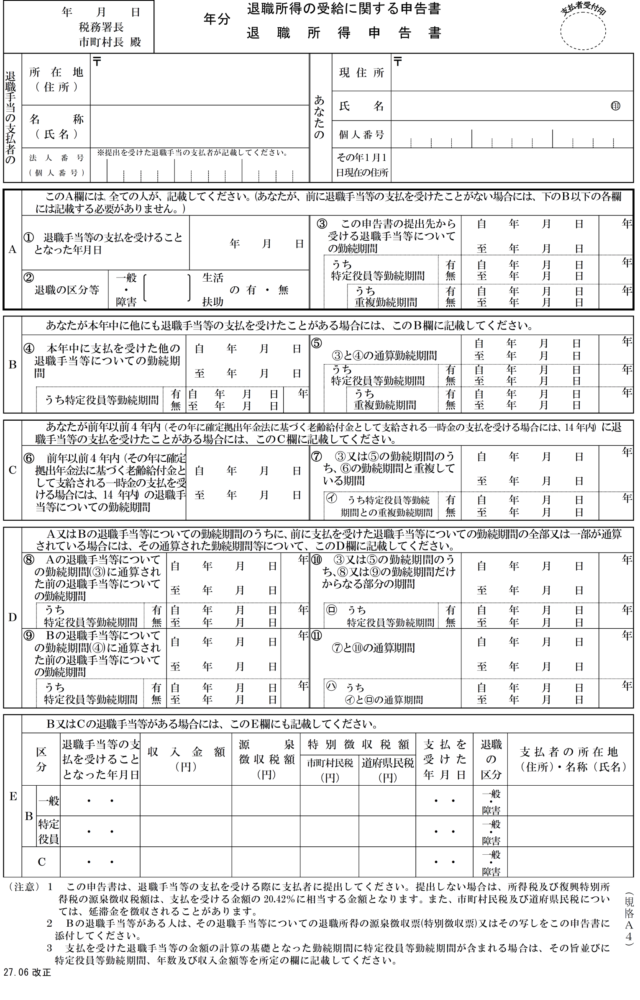 年　月　日
税務署長
市町村長 殿
年分
退職所得の受給に関する申告書
退職所得申告書
支払者受付印
退職手当の支払者の
所在地
（住所）
〒
名称
（氏名）
法人番号
（個人番号）
※提出を受けた退職手当の支払者が記載してください。
あなたの
現住所
〒
氏名
㊞
個人番号
その年1月1
日現在の住所
A
このA欄には、全ての人が、記載してください。(あなたが、前に退職手当等の支払を受けたことがない場合には、下のB以下の各欄
には記載する必要がありません。)
① 退職手当等の支払を受けること
となった年月日
年　月　日
②
退職の区分等
一般
・
障害
生活
扶助
の 有 ・ 無
③ この申告書の提出先から
受ける退職手当等について
の勤続期間
自　年　月　日　年
至　年　月　日
うち
特定役員等勤続期間
有　自　年　月　日　年
無　至　年　月　日
うち
重複勤続期間
有　自　年　月　日　年
無　至　年　月　日
B
あなたが本年中に他にも退職手当等の支払を受けたことがある場合には、このB欄に記載してください。
④ 本年中に支払を受けた他の
退職手当等についての勤続期
間
自　年　月　日
至　年　月　日
うち特定役員等勤続期間
有　自　年　月　日　年
無　至　年　月　日
⑤
③と④の通算勤続期間
自　年　月　日　年
至　年　月　日
うち
特定役員等勤続期間
有　自　年　月　日　年
無　至　年　月　日
うち
重複勤続期間
有　自　年　月　日　年
無　至　年　月　日
C
あなたが前年以前4年内（その年に確定拠出年金法に基づく老齢給付金として支給される一時金の支払を受ける場合には、14年内）に退
職手当等の支払を受けたことがある場合には、このC欄に記載してください。
⑥ 前年以前4年内（その年に確定
拠出年金法に基づく老齢給付金と
して支給される一時金の支払を受
ける場合には、14年内）の退職手
当等についての勤続期間
自　年　月　日
至　年　月　日
⑦ ③又は⑤の勤続期間のう
ち、⑥の勤続期間と重複して
いる期間
自　年　月　日　年
至　年　月　日
㋑ うち特定役員等勤続
期間との重複勤続期間
有　自　年　月　日　年
無　至　年　月　日
D
A又はBの退職手当等についての勤続期間のうちに、前に支払を受けた退職手当等についての勤続期間の全部又は一部が通算
されている場合には、その通算された勤続期間等について、このD欄に記載してください。
⑧ Aの退職手当等について
の勤続期間(③)に通算され
た前の退職手当等について
の勤続期間
自　年　月　日　年
至　年　月　日
うち
特定役員等勤続期間
有　自　年　月　日　年
無　至　年　月　日
⑨ Bの退職手当等について
の勤続期間(④)に通算され
た前の退職手当等について
の勤続期間
自　年　月　日　年
至　年　月　日
うち
特定役員等勤続期間
有　自　年　月　日　年
無　至　年　月　日
⑩ ③又は⑤の勤続期間のう
ち、⑧又は⑨の勤続期間だけ
からなる部分の期間
自　年　月　日　年
至　年　月　日
㋺ うち
特定役員等勤続期間
有　自　年　月　日　年
無　至　年　月　日
⑪
⑦と⑩の通算期間
自　年　月　日　年
至　年　月　日
㋩ うち
㋑と㋺の通算期間
自　年　月　日　年
至　年　月　日
E
B又はCの退職手当等がある場合には、このE欄にも記載してください。
区
分
退職手当等の支
払を受けること
となった年月日
収入金額
（円）
源泉
徴収税額
（円）
特別徴収税額
市町村民税
（円）
道府県民税
（円）
支払を
受けた
年月日
退職
の
区分
支払者の所在地
（住所）・名称（氏名）
B
一般
・　・
・　・
一般
・
障害
特定
役員
・　・
・　・
一般
・
障害
C
・　・
・　・
一般
・
障害
（注意）1　この申告書は、退職手当等の支払を受ける際に支払者に提出してください。提出しない場合は、所得税及び復興特別所
得税の源泉徴収税額は、支払を受ける金額の20.42％に相当する金額となります。また、市町村民税及び道府県民税につい
ては、延滞金を徴収されることがあります。
2　Bの退職手当等がある人は、その退職手当等についての退職所得の源泉徴収票(特別徴収票)又はその写しをこの申告書に
添付してください。
3　支払を受けた退職手当等の金額の計算の基礎となった勤続期間に特定役員等勤続期間が含まれる場合は、その旨並びに
特定役員等勤続期間、年数及び収入金額等を所定の欄に記載してください。
（規格A4）
27.06 改正